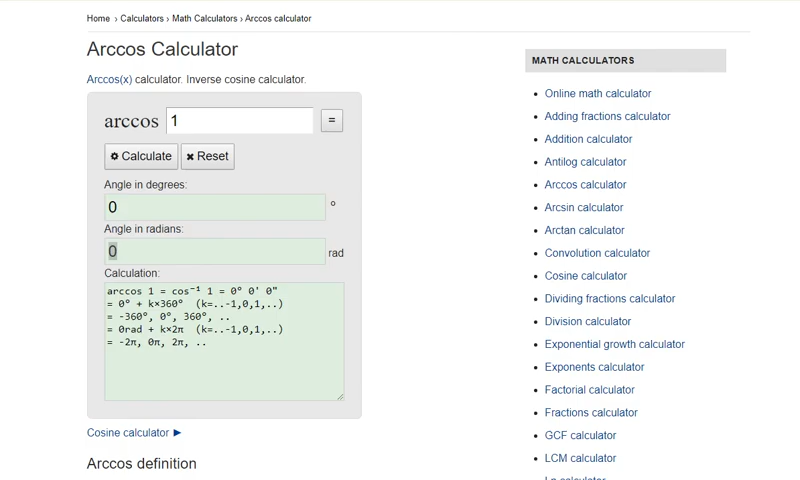 Home › Calculators › Math Calculators › Arccos calculator
Arccos Calculator
Arccos(x) calculator. Inverse cosine calculator.
arccos 1 =
Calculate Reset
Angle in degrees:
0 º
Angle in radians:
0 rad
Calculation:
arccos 1 = cos⁻¹ 1 = 0° 0' 0"
= 0° + k×360° (k=..-1,0,1,..)
= -360°, 0°, 360°, ..
= 0rad + k×2π (k=..-1,0,1,..)
= -2π, 0π, 2π, ..
Cosine calculator ►
Arccos definition
MATH CALCULATORS
Online math calculator
Adding fractions calculator
Addition calculator
Antilog calculator
Arccos calculator
Arcsin calculator
Arctan calculator
Convolution calculator
Cosine calculator
Dividing fractions calculator
Division calculator
Exponential growth calculator
Exponents calculator
Factorial calculator
Fractions calculator
GCF calculator
LCM calculator
Ln calculator